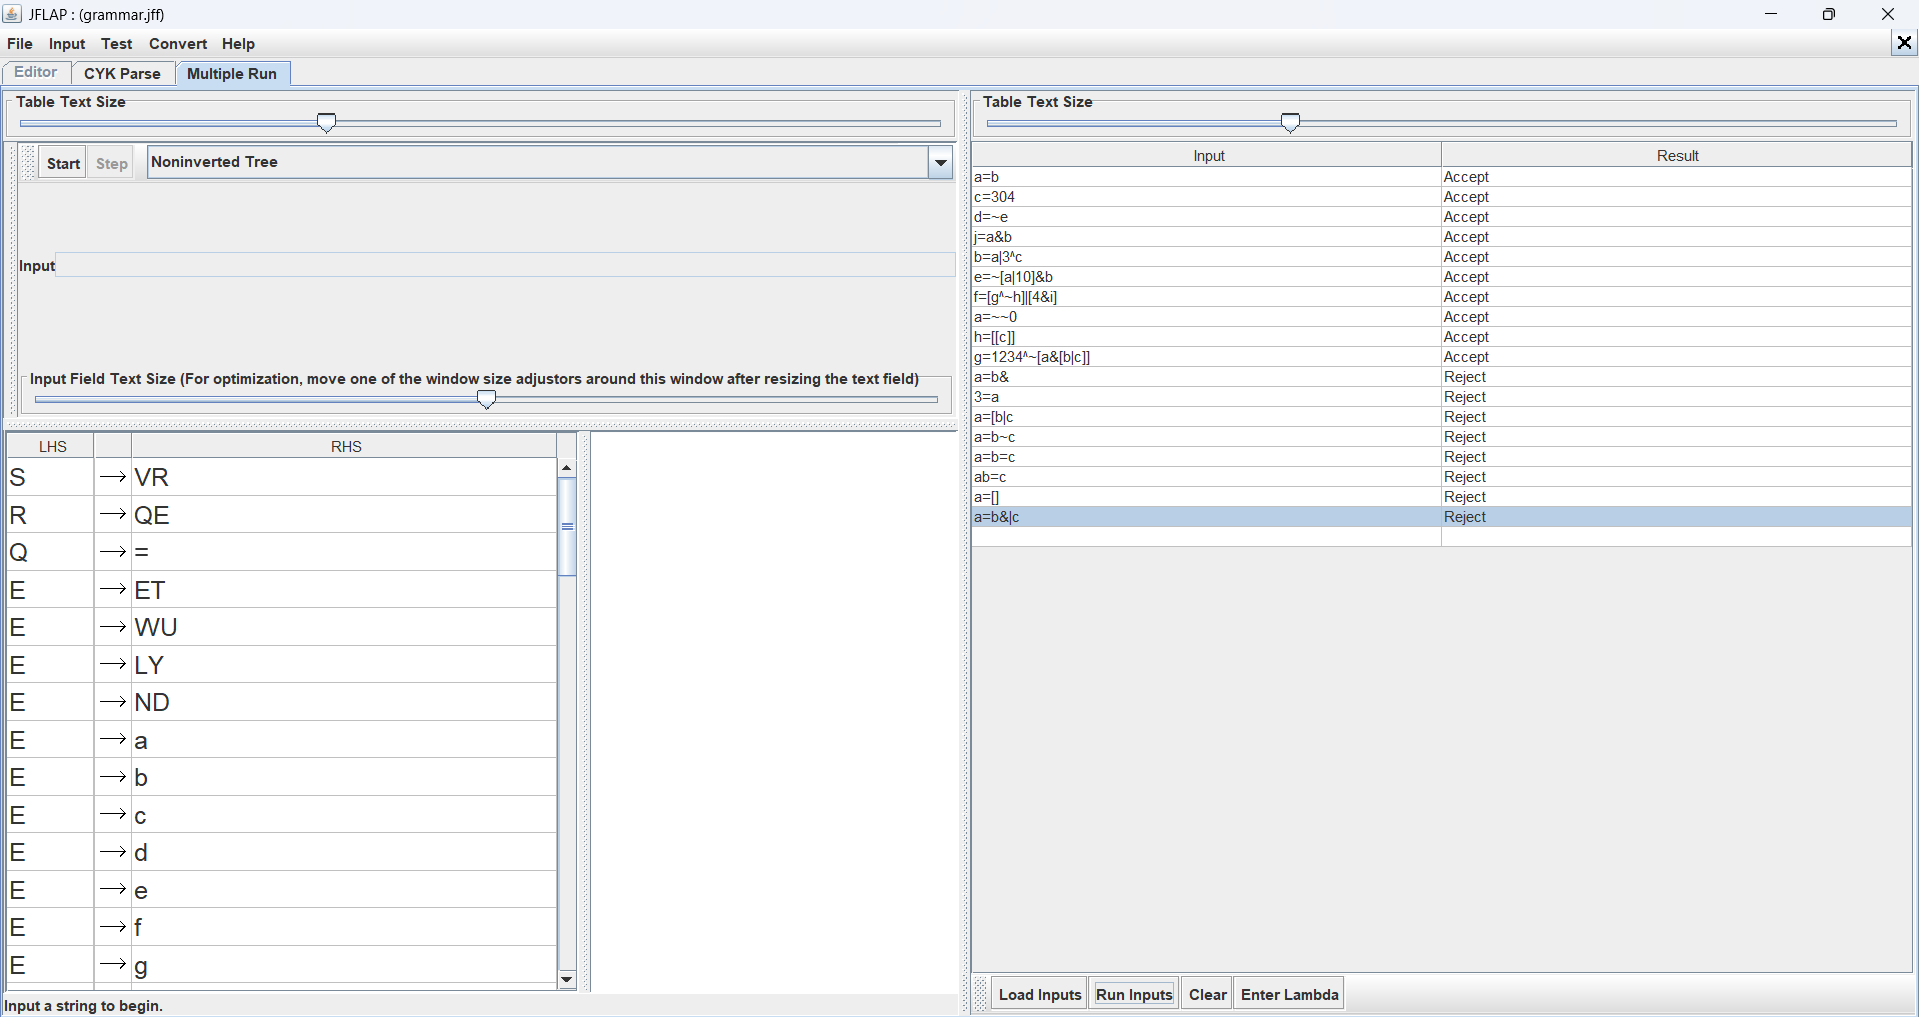 JFLAP : (grammar.jff)
File Input Test Convert Help
Editor CYK Parse Multiple Run
Table Text Size
Start Step Noninverted Tree
Input
Input Field Text Size (For optimization, move one of the window size adjustors around this window after resizing the text field)
LHS RHS
S → VR
R → QE
Q → =
E → ET
E → WU
E → LY
E → ND
E → a
E → b
E → c
E → d
E → e
E → f
E → g
Input a string to begin.
Table Text Size
Input Result
a=b Accept
c=304 Accept
d=~e Accept
j=a&b Accept
b=a|3^c Accept
e=~[a|10]&b Accept
f=[g^~h]|[4&i] Accept
a=~~0 Accept
h=[[c]] Accept
g=1234^~[a&[b|c]] Accept
a=b& Reject
3=a Reject
a=[b|c Reject
a=b~c Reject
a=b=c Reject
ab=c Reject
a=[] Reject
a=b&|c Reject
Load Inputs Run Inputs Clear Enter Lambda